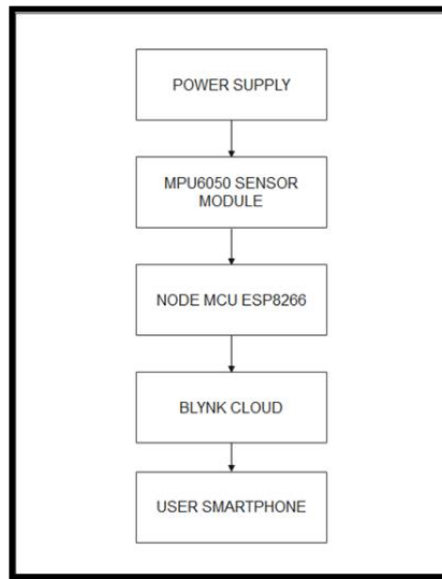 POWER SUPPLY
MPU6050 SENSOR
MODULE
NODE MCU ESP8266
BLYNK CLOUD
USER SMARTPHONE